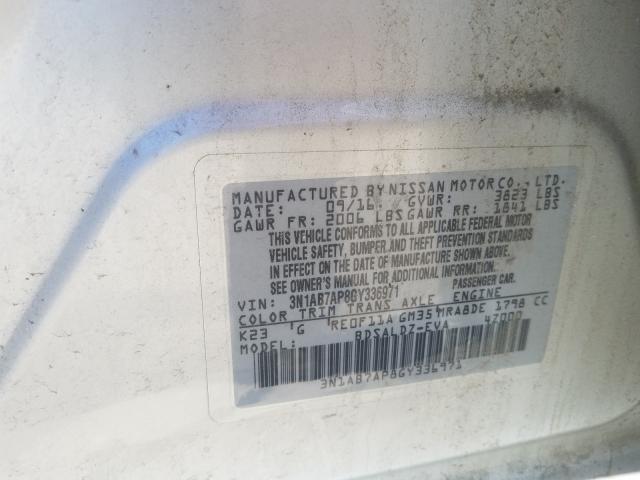 MANUFACTURED BY NISSAN MOTOR CO., LTD.
DATE: 09/16 GVWR: 3823 LBS
GAWR FR: 2006 LBS GAWR RR: 1841 LBS
THIS VEHICLE CONFORMS TO ALL APPLICABLE FEDERAL MOTOR
VEHICLE SAFETY, BUMPER AND THEFT PREVENTION STANDARDS
IN EFFECT ON THE DATE OF MANUFACTURE SHOWN ABOVE.
SEE OWNER'S MANUAL FOR ADDITIONAL INFORMATION.
VIN: 3N1AB7AP8GY336971 PASSENGER CAR.
COLOR TRIM TRANS AXLE ENGINE
K23 G RE0F11A GM35 MRA8DE 1798 CC
MODEL: BDSALDZ-EVA 47000
3N1AB7AP8GY336971